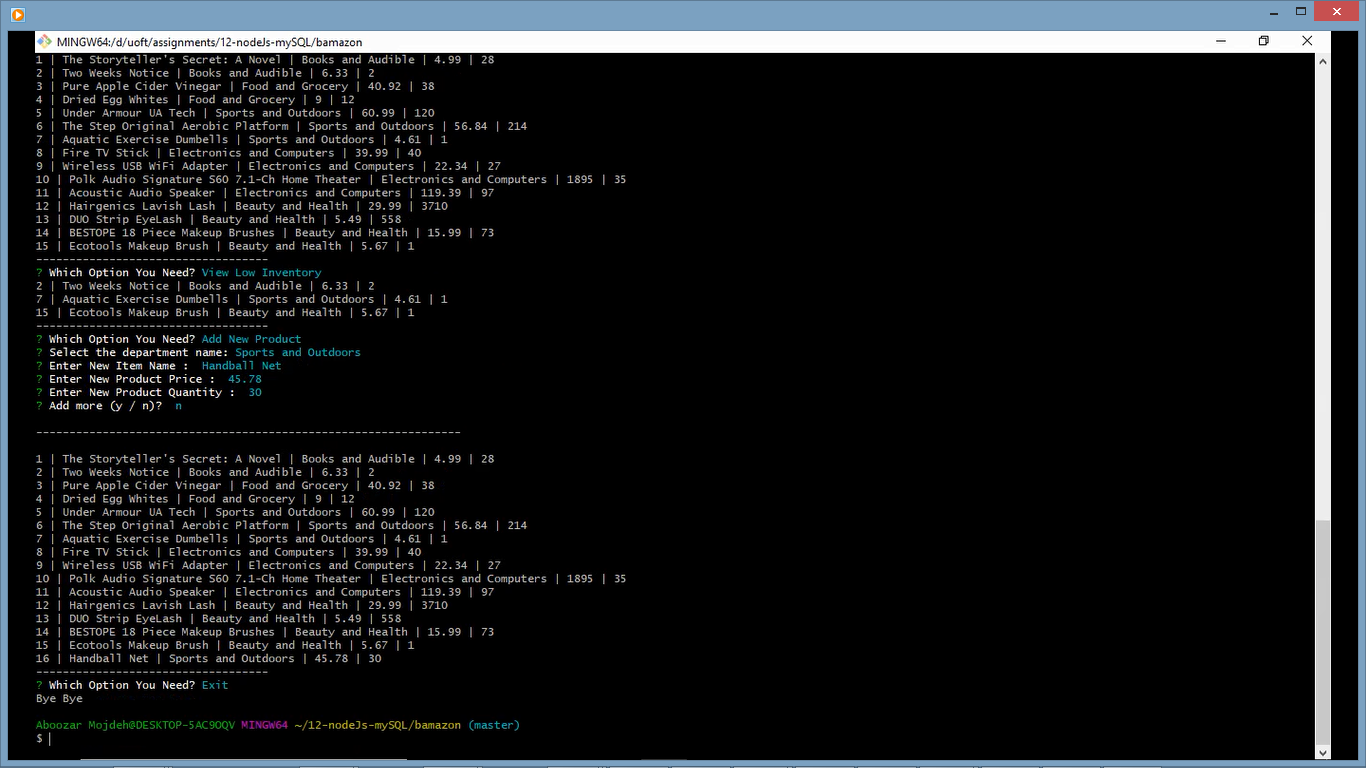 MINGW64:/d/uoft/assignments/12-nodeJs-mySQL/bamazon
1 | The Storyteller's Secret: A Novel | Books and Audible | 4.99 | 28
2 | Two Weeks Notice | Books and Audible | 6.33 | 2
3 | Pure Apple Cider Vinegar | Food and Grocery | 40.92 | 38
4 | Dried Egg Whites | Food and Grocery | 9 | 12
5 | Under Armour UA Tech | Sports and Outdoors | 60.99 | 120
6 | The Step Original Aerobic Platform | Sports and Outdoors | 56.84 | 214
7 | Aquatic Exercise Dumbells | Sports and Outdoors | 4.61 | 1
8 | Fire TV Stick | Electronics and Computers | 39.99 | 40
9 | Wireless USB WiFi Adapter | Electronics and Computers | 22.34 | 27
10 | Polk Audio Signature S60 7.1-Ch Home Theater | Electronics and Computers | 1895 | 35
11 | Acoustic Audio Speaker | Electronics and Computers | 119.39 | 97
12 | Hairgenics Lavish Lash | Beauty and Health | 29.99 | 3710
13 | DUO Strip EyeLash | Beauty and Health | 5.49 | 558
14 | BESTOPE 18 Piece Makeup Brushes | Beauty and Health | 15.99 | 73
15 | Ecotools Makeup Brush | Beauty and Health | 5.67 | 1
-----------------------------------
? Which Option You Need? View Low Inventory
2 | Two Weeks Notice | Books and Audible | 6.33 | 2
7 | Aquatic Exercise Dumbells | Sports and Outdoors | 4.61 | 1
15 | Ecotools Makeup Brush | Beauty and Health | 5.67 | 1
-----------------------------------
? Which Option You Need? Add New Product
? Select the department name: Sports and Outdoors
? Enter New Item Name :  Handball Net
? Enter New Product Price :  45.78
? Enter New Product Quantity :  30
? Add more (y / n)?  n
----------------------------------------------------------------
1 | The Storyteller's Secret: A Novel | Books and Audible | 4.99 | 28
2 | Two Weeks Notice | Books and Audible | 6.33 | 2
3 | Pure Apple Cider Vinegar | Food and Grocery | 40.92 | 38
4 | Dried Egg Whites | Food and Grocery | 9 | 12
5 | Under Armour UA Tech | Sports and Outdoors | 60.99 | 120
6 | The Step Original Aerobic Platform | Sports and Outdoors | 56.84 | 214
7 | Aquatic Exercise Dumbells | Sports and Outdoors | 4.61 | 1
8 | Fire TV Stick | Electronics and Computers | 39.99 | 40
9 | Wireless USB WiFi Adapter | Electronics and Computers | 22.34 | 27
10 | Polk Audio Signature S60 7.1-Ch Home Theater | Electronics and Computers | 1895 | 35
11 | Acoustic Audio Speaker | Electronics and Computers | 119.39 | 97
12 | Hairgenics Lavish Lash | Beauty and Health | 29.99 | 3710
13 | DUO Strip EyeLash | Beauty and Health | 5.49 | 558
14 | BESTOPE 18 Piece Makeup Brushes | Beauty and Health | 15.99 | 73
15 | Ecotools Makeup Brush | Beauty and Health | 5.67 | 1
16 | Handball Net | Sports and Outdoors | 45.78 | 30
-----------------------------------
? Which Option You Need? Exit
Bye Bye
Aboozar Mojdeh@DESKTOP-5AC9OQV MINGW64 ~/12-nodeJs-mySQL/bamazon (master)
$